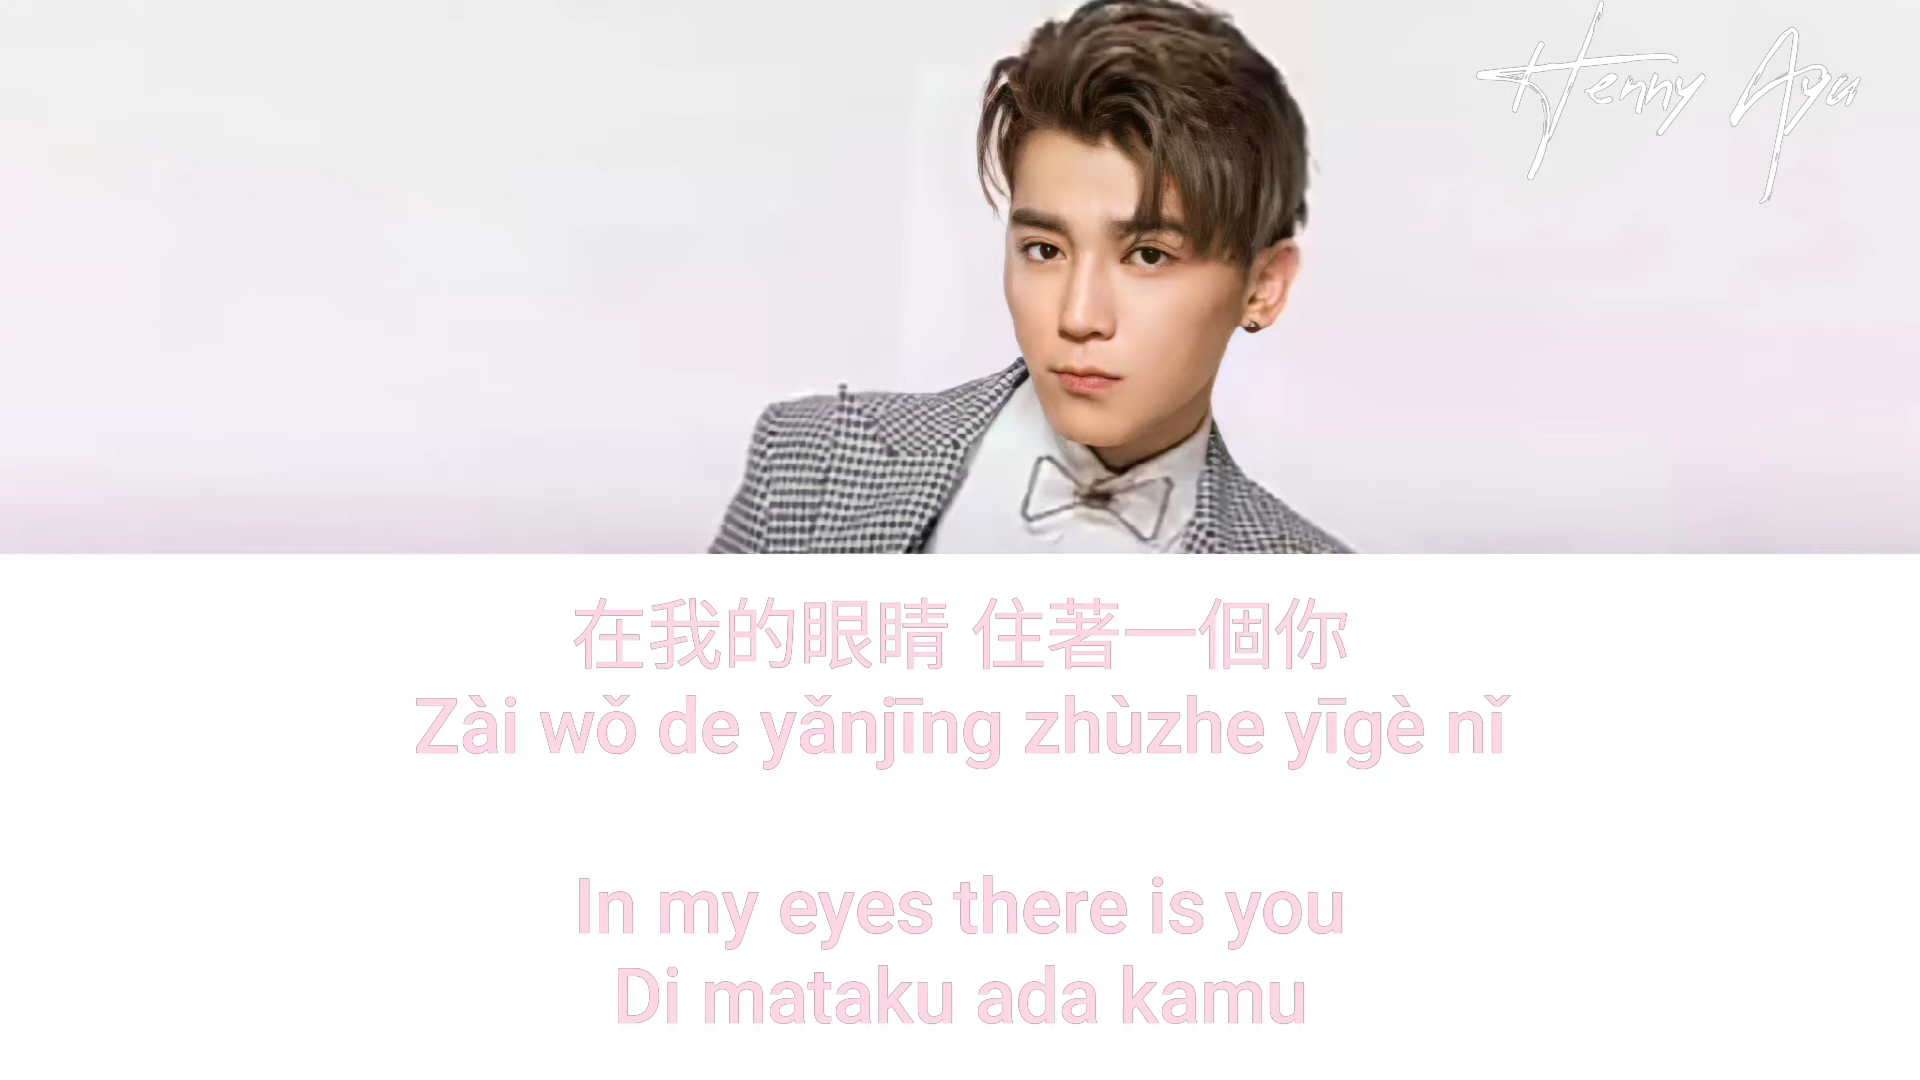 Henny Ayu
在我的眼睛 住著一個你
Zài wǒ de yǎnjīng zhùzhe yīgè nǐ
In my eyes there is you
Di mataku ada kamu